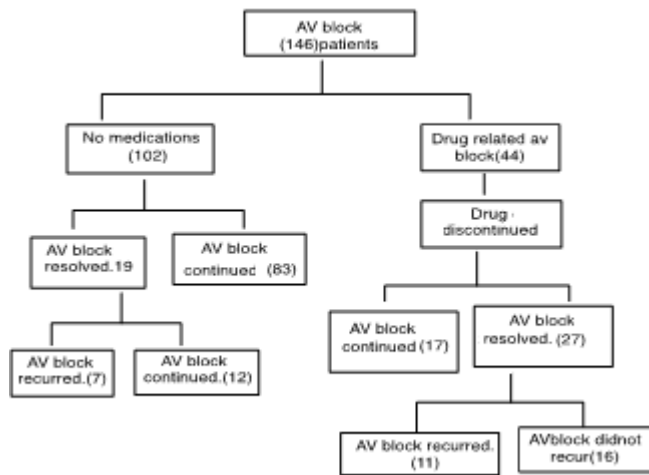 AV block
(146)patients
No medications
(102)
Drug related av
block(44)
Drug
discontinued
AV block
resolved.19
AV block
continued (83)
AV block
continued (17)
AV block
resolved. (27)
AV block
recurred.(7)
AV block
continued.(12)
AV block recurred.
(11)
AVblock didnot
recur(16)